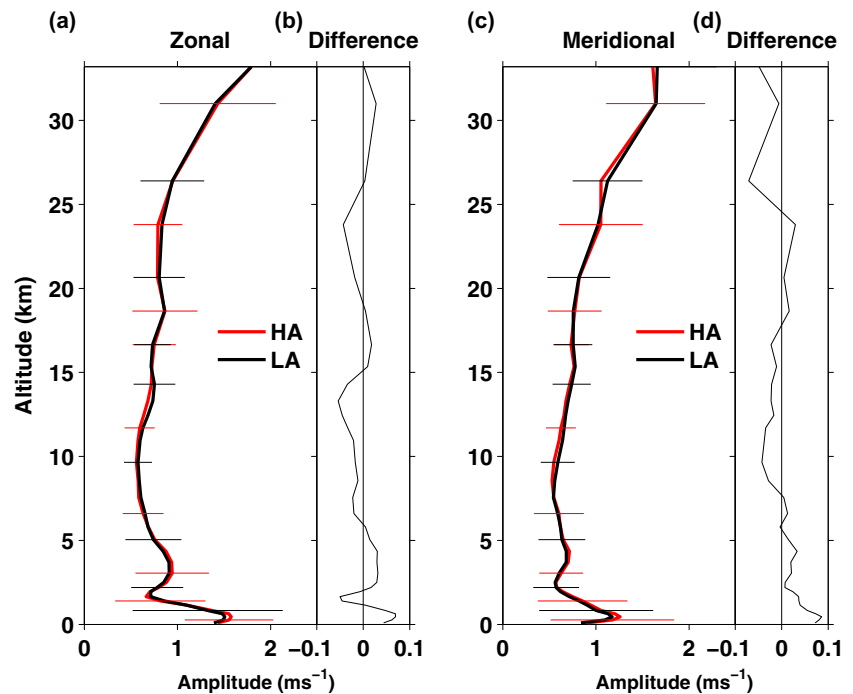 (a) Zonal (b) Difference (c) Meridional (d) Difference
30
25
20
15
10
5
0
Altitude (km)
HA
LA
HA
LA
0 1 2 −0.1 0 0.1 0 1 2 −0.1 0 0.1
Amplitude (ms⁻¹) Amplitude (ms⁻¹)